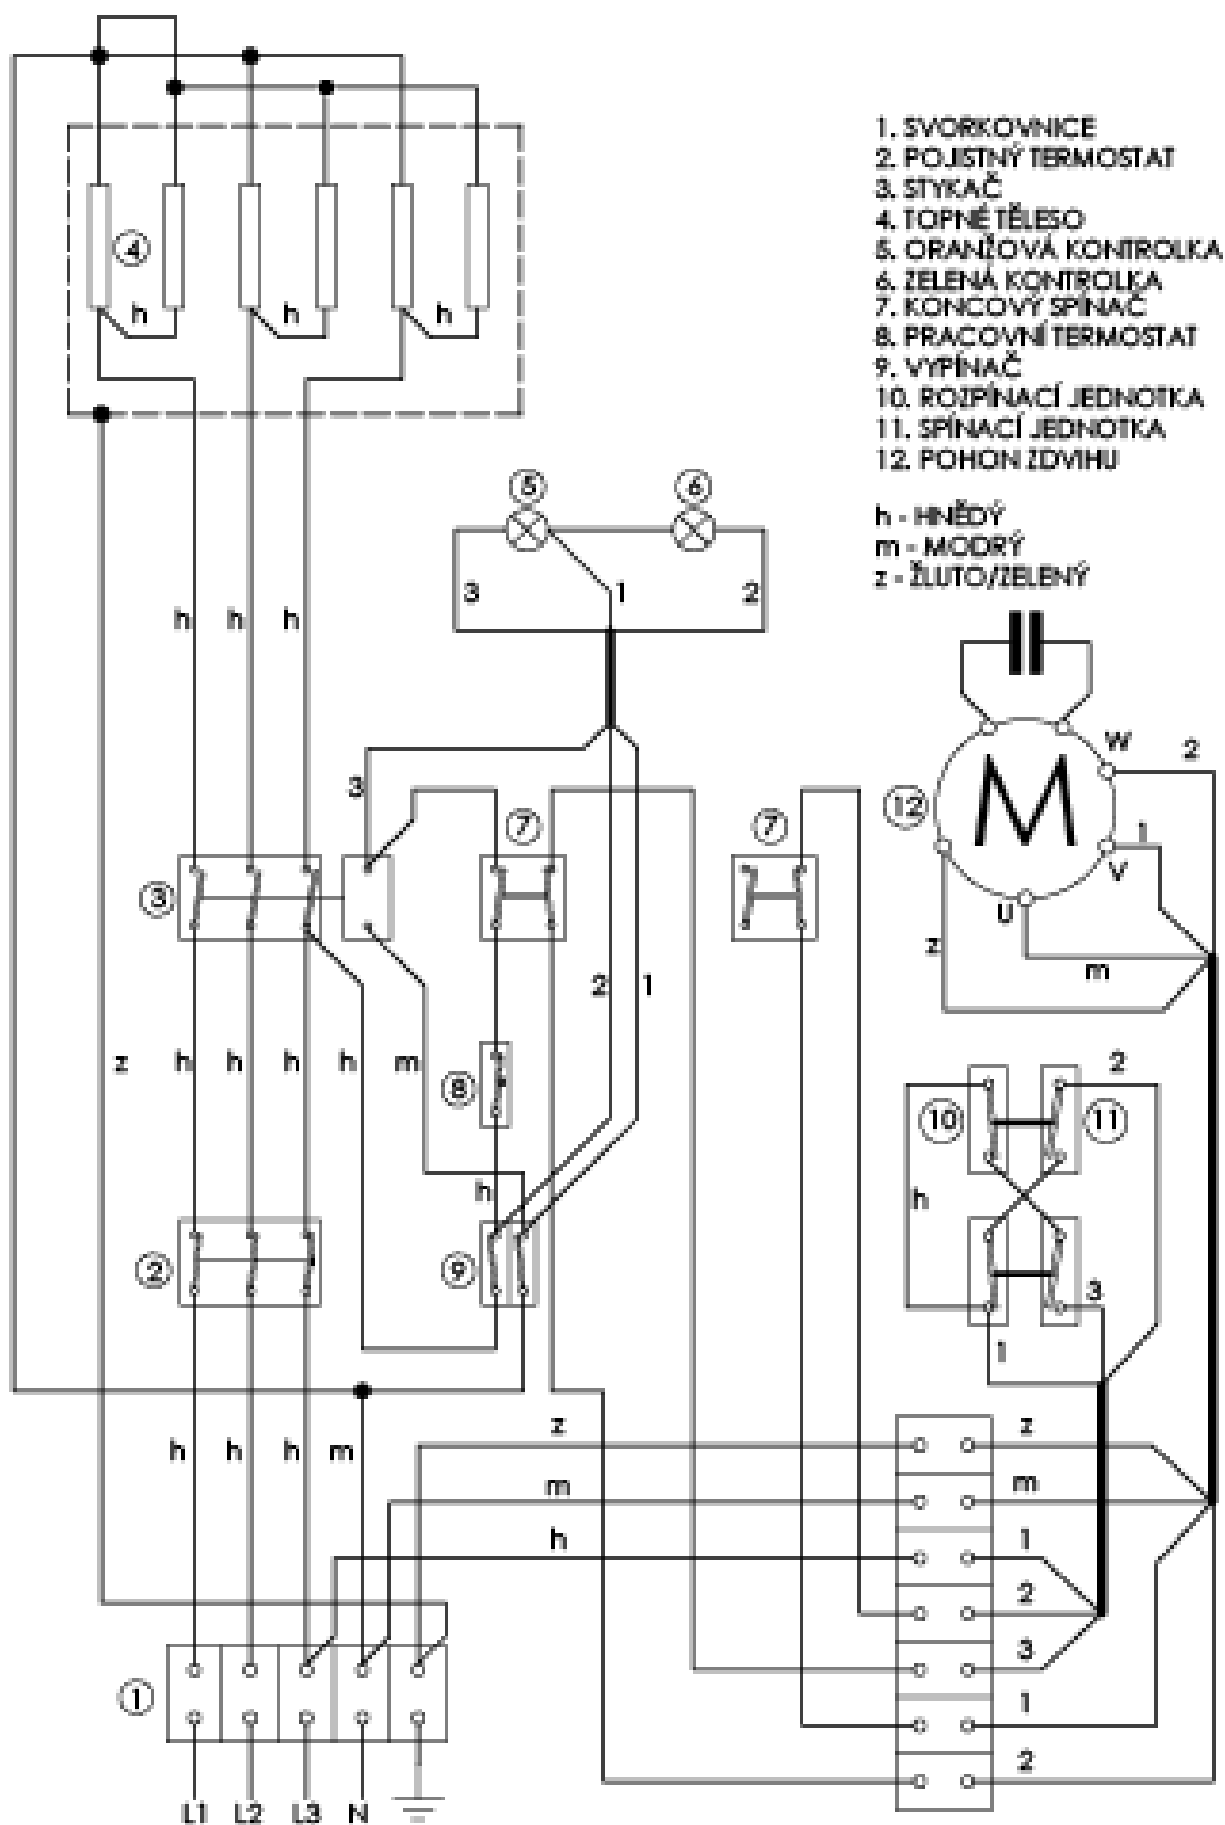 1. SVORKOVNICE
2. POJISTNÝ TERMOSTAT
3. STYKAČ
4. TOPNÉ TĚLESO
5. ORANŽOVÁ KONTROLKA
6. ZELENÁ KONTROLKA
7. KONCOVÝ SPÍNAČ
8. PRACOVNÍ TERMOSTAT
9. VYPÍNAČ
10. ROZPÍNACÍ JEDNOTKA
11. SPÍNACÍ JEDNOTKA
12. POHON ZDVIHU
h - HNĚDÝ
m - MODRÝ
z - ŽLUTO/ZELENÝ
4
h h h
5 6
3 1 2
h h h
W 2
3
7 7 12 M
1
V
3
U
z
m
2 1
z h h h h m
8
2
10 11
h
h
2 9
3
1
h h h m
z z
m m
h 1
2
3
1
1
2
L1 L2 L3 N